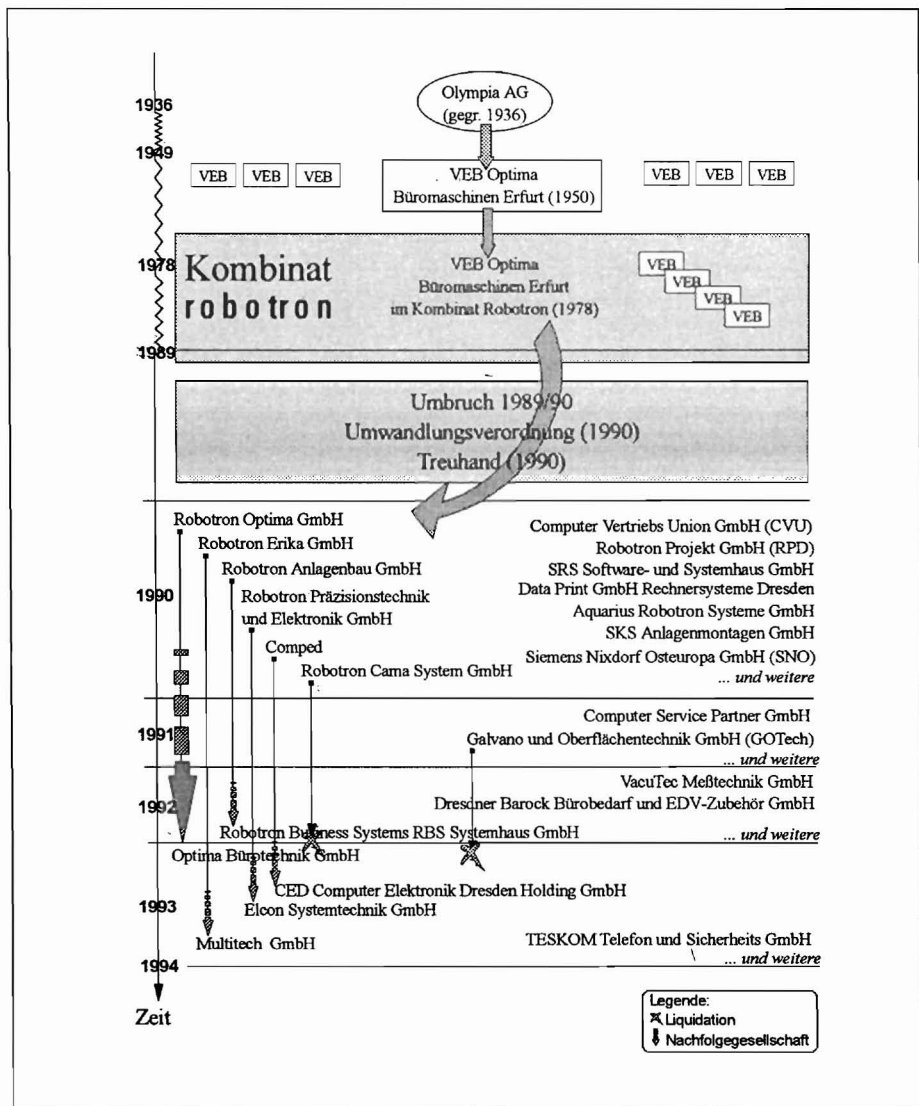 Olympia AG
(gegr. 1936)
1936
1949
VEB VEB VEB
VEB Optima
Büromaschinen Erfurt (1950)
VEB VEB VEB
1978
Kombinat
robotron
VEB Optima
Büromaschinen Erfurt
im Kombinat Robotron (1978)
VEB
VEB
VEB
VEB
1989
Umbruch 1989/90
Umwandlungsverordnung (1990)
Treuhand (1990)
Robotron Optima GmbH
Robotron Erika GmbH
Robotron Anlagenbau GmbH
Robotron Präzisionstechnik
und Elektronik GmbH
Comped
Robotron Cama System GmbH
1990
Computer Vertriebs Union GmbH (CVU)
Robotron Projekt GmbH (RPD)
SRS Software- und Systemhaus GmbH
Data Print GmbH Rechnersysteme Dresden
Aquarius Robotron Systeme GmbH
SKS Anlagenmontagen GmbH
Siemens Nixdorf Osteuropa GmbH (SNO)
... und weitere
1991
Computer Service Partner GmbH
Galvano und Oberflächentechnik GmbH (GOTech)
... und weitere
1992
VacuTec Meßtechnik GmbH
Dresdner Barock Bürobedarf und EDV-Zubehör GmbH
Robotron Business Systems RBS Systemhaus GmbH
... und weitere
Optima Bürotechnik GmbH
CED Computer Elektronik Dresden Holding GmbH
1993
Elcon Systemtechnik GmbH
Multitech GmbH
TESKOM Telefon und Sicherheits GmbH
... und weitere
1994
Zeit
Legende:
Liquidation
Nachfolgegesellschaft